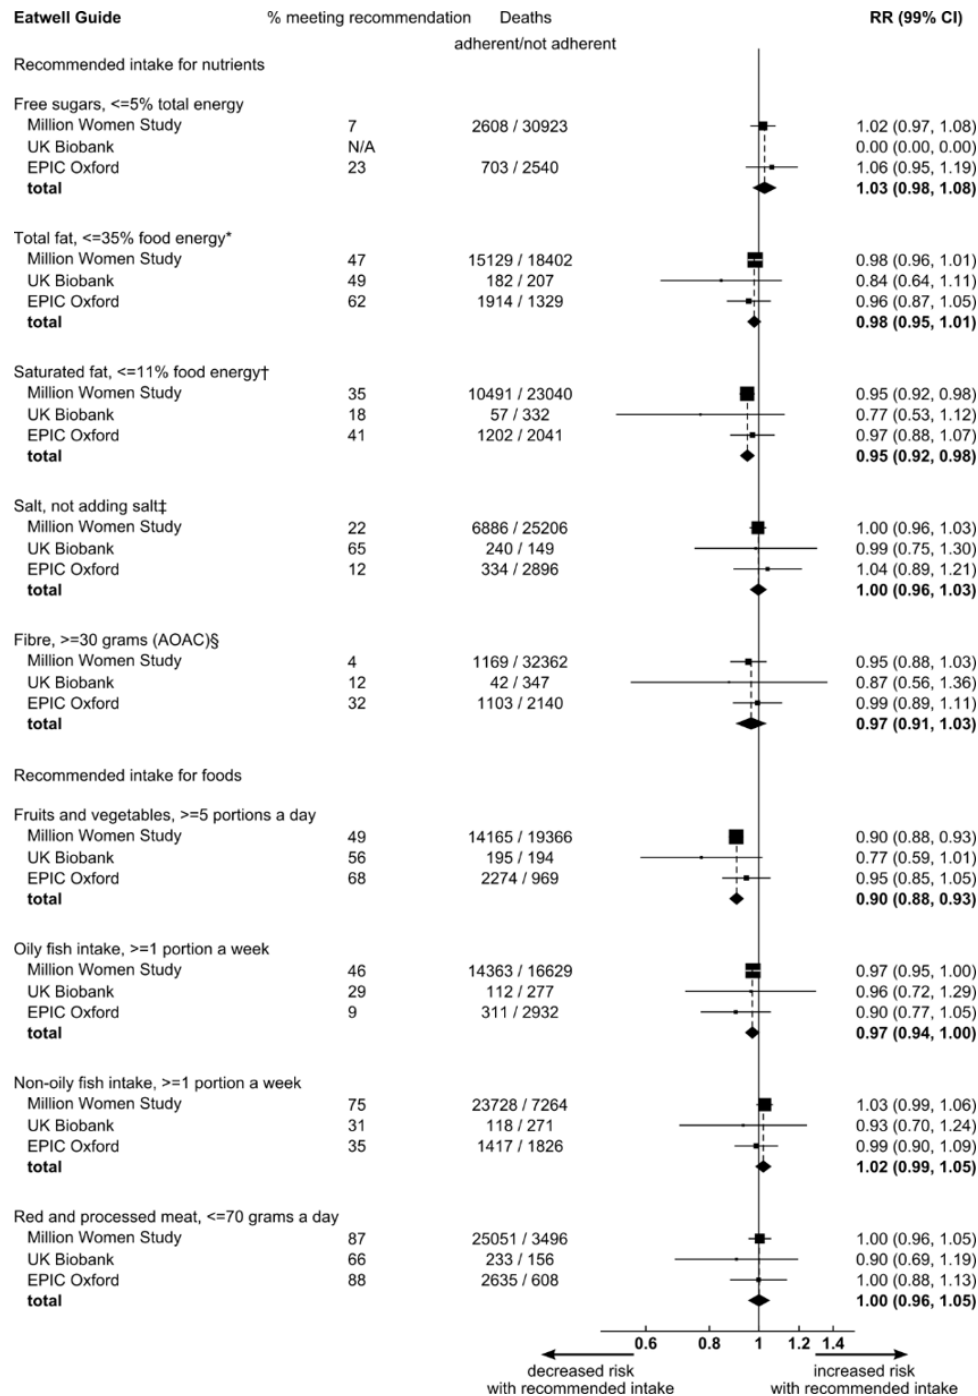 Eatwell Guide % meeting recommendation Deaths RR (99% CI)
adherent/not adherent
Recommended intake for nutrients
Free sugars, <=5% total energy
Million Women Study 7 2608 / 30923 1.02 (0.97, 1.08)
UK Biobank N/A 0.00 (0.00, 0.00)
EPIC Oxford 23 703 / 2540 1.06 (0.95, 1.19)
total 1.03 (0.98, 1.08)
Total fat, <=35% food energy*
Million Women Study 47 15129 / 18402 0.98 (0.96, 1.01)
UK Biobank 49 182 / 207 0.84 (0.64, 1.11)
EPIC Oxford 62 1914 / 1329 0.96 (0.87, 1.05)
total 0.98 (0.95, 1.01)
Saturated fat, <=11% food energy†
Million Women Study 35 10491 / 23040 0.95 (0.92, 0.98)
UK Biobank 18 57 / 332 0.77 (0.53, 1.12)
EPIC Oxford 41 1202 / 2041 0.97 (0.88, 1.07)
total 0.95 (0.92, 0.98)
Salt, not adding salt‡
Million Women Study 22 6886 / 25206 1.00 (0.96, 1.03)
UK Biobank 65 240 / 149 0.99 (0.75, 1.30)
EPIC Oxford 12 334 / 2896 1.04 (0.89, 1.21)
total 1.00 (0.96, 1.03)
Fibre, >=30 grams (AOAC)§
Million Women Study 4 1169 / 32362 0.95 (0.88, 1.03)
UK Biobank 12 42 / 347 0.87 (0.56, 1.36)
EPIC Oxford 32 1103 / 2140 0.99 (0.89, 1.11)
total 0.97 (0.91, 1.03)
Recommended intake for foods
Fruits and vegetables, >=5 portions a day
Million Women Study 49 14165 / 19366 0.90 (0.88, 0.93)
UK Biobank 56 195 / 194 0.77 (0.59, 1.01)
EPIC Oxford 68 2274 / 969 0.95 (0.85, 1.05)
total 0.90 (0.88, 0.93)
Oily fish intake, >=1 portion a week
Million Women Study 46 14363 / 16629 0.97 (0.95, 1.00)
UK Biobank 29 112 / 277 0.96 (0.72, 1.29)
EPIC Oxford 9 311 / 2932 0.90 (0.77, 1.05)
total 0.97 (0.94, 1.00)
Non-oily fish intake, >=1 portion a week
Million Women Study 75 23728 / 7264 1.03 (0.99, 1.06)
UK Biobank 31 118 / 271 0.93 (0.70, 1.24)
EPIC Oxford 35 1417 / 1826 0.99 (0.90, 1.09)
total 1.02 (0.99, 1.05)
Red and processed meat, <=70 grams a day
Million Women Study 87 25051 / 3496 1.00 (0.96, 1.05)
UK Biobank 66 233 / 156 0.90 (0.69, 1.19)
EPIC Oxford 88 2635 / 608 1.00 (0.88, 1.13)
total 1.00 (0.96, 1.05)
0.6 0.8 1 1.2 1.4
decreased risk increased risk
with recommended intake with recommended intake